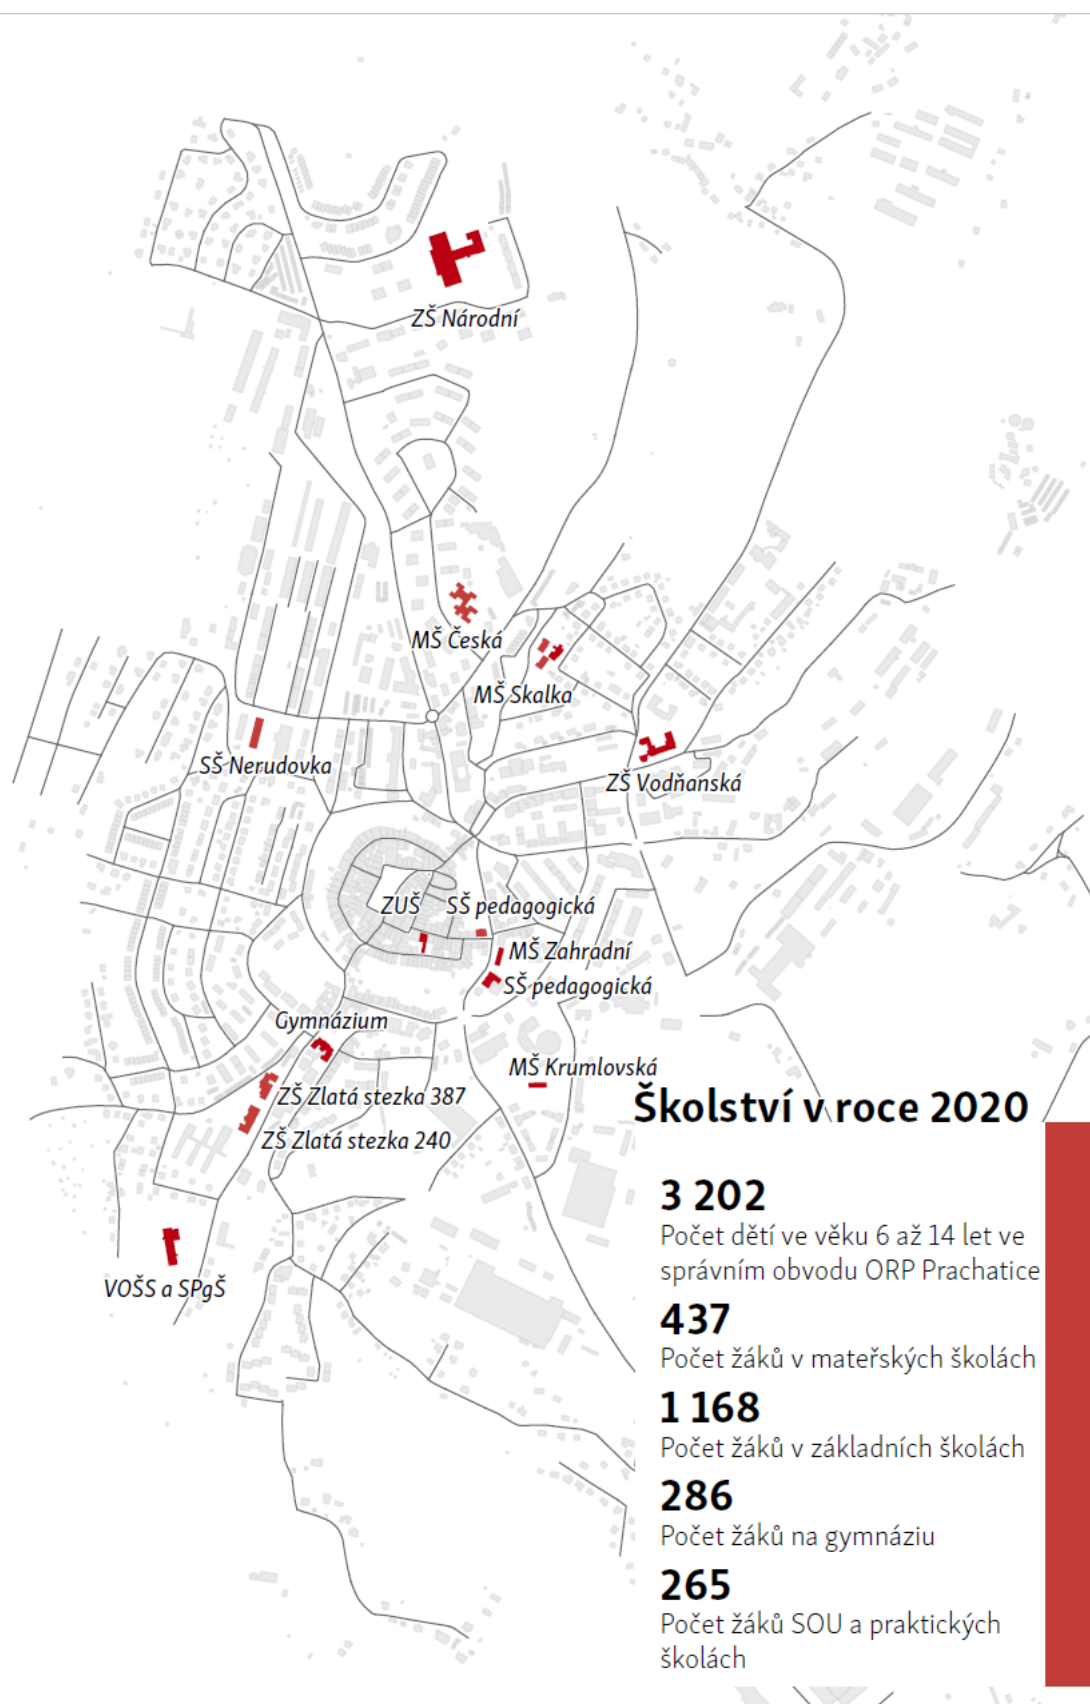 ZŠ Národní
MŠ Česká
MŠ Skalka
SŠ Nerudovka
ZŠ Vodňanská
ZUŠ
SŠ pedagogická
MŠ Zahradní
SŠ pedagogická
Gymnázium
MŠ Krumlovská
ZŠ Zlatá stezka 387
ZŠ Zlatá stezka 240
VOŠS a SPgŠ
Školství v roce 2020
3 202
Počet dětí ve věku 6 až 14 let ve
správním obvodu ORP Prachatice
437
Počet žáků v mateřských školách
1 168
Počet žáků v základních školách
286
Počet žáků na gymnáziu
265
Počet žáků SOU a praktických
školách